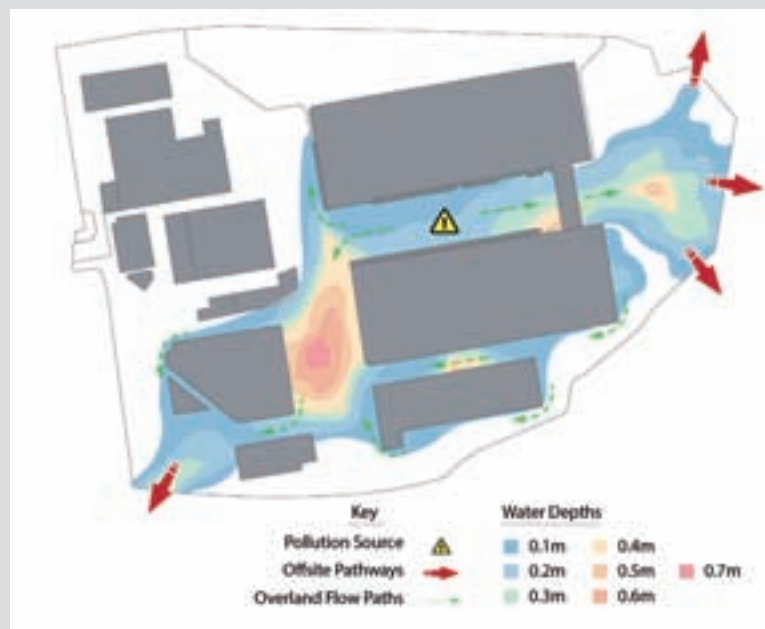 Key
Pollution Source
Offsite Pathways
Overland Flow Paths
Water Depths
0.1m
0.2m
0.3m
0.4m
0.5m
0.6m
0.7m